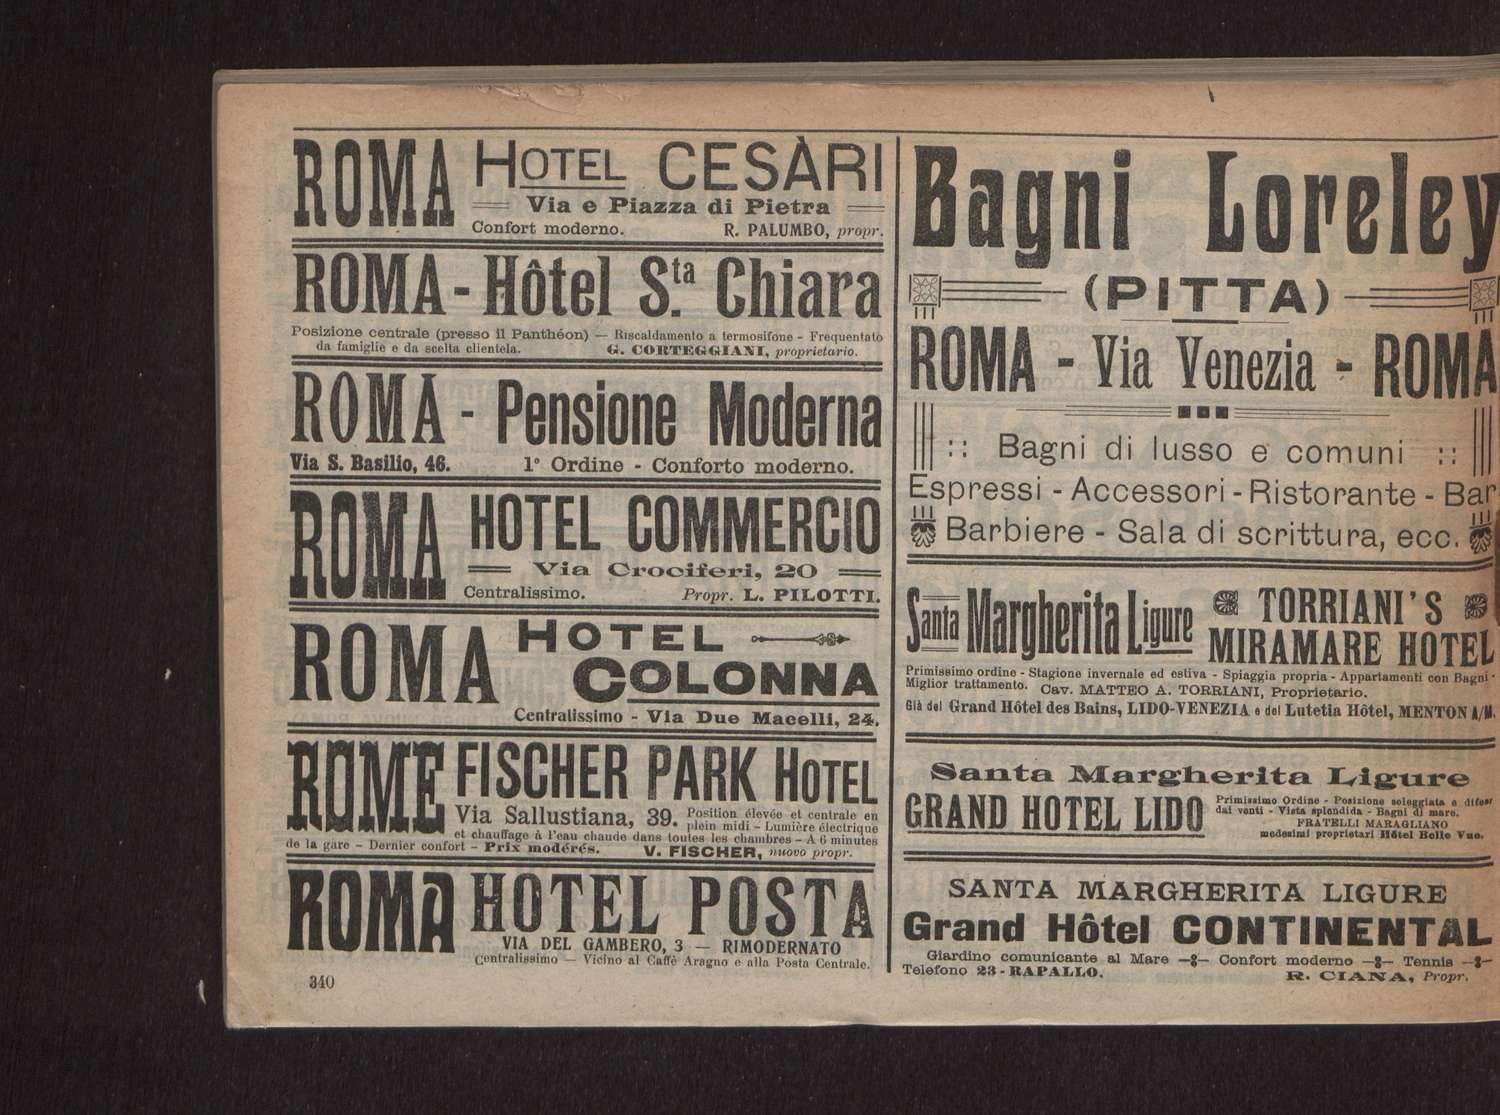 ROMA HOTEL CESÀRI
Via e Piazza di Pietra
Confort moderno. R. PALUMBO, propr.
ROMA - Hôtel Sta. Chiara
Posizione centrale (presso il Panthéon) — Riscaldamento a termosifone - Frequentato
da famiglie e da scelta clientela. G. CORTEGGIANI, proprietario.
ROMA - Pensione Moderna
Via S. Basilio, 46. 1° Ordine - Conforto moderno.
ROMA HOTEL COMMERCIO
Via Crociferi, 20
Centralissimo. Propr. L. PILOTTI.
ROMA HOTEL
COLONNA
Centralissimo - Via Due Macelli, 24.
ROME FISCHER PARK HOTEL
Via Sallustiana, 39. Position élevée et centrale en
plein midi – Lumière électrique
et chauffage à l'eau chaude dans toutes les chambres – A 6 minutes
de la gare – Dernier confort – Prix modérés. V. FISCHER, nuovo propr.
ROMA HOTEL POSTA
VIA DEL GAMBERO, 3 — RIMODERNATO
Centralissimo — Vicino al Caffè Aragno e alla Posta Centrale.
340
Bagni Loreley
(PITTA)
ROMA - Via Venezia - ROMA
:: Bagni di lusso e comuni ::
Espressi - Accessori - Ristorante - Bar
Barbiere - Sala di scrittura, ecc.
Santa Margherita Ligure TORRIANI'S
MIRAMARE HOTEL
Primissimo ordine - Stagione invernale ed estiva - Spiaggia propria - Appartamenti con Bagni -
Miglior trattamento. Cav. MATTEO A. TORRIANI, Proprietario.
Già del Grand Hôtel des Bains, LIDO-VENEZIA e del Lutetia Hôtel, MENTON A/M.
Santa Margherita Ligure
GRAND HOTEL LIDO Primissimo Ordine - Posizione soleggiata e difesa
dai venti - Vista splendida - Bagni di mare.
FRATELLI MARAGLIANO
medesimi proprietari Hôtel Belle Vue.
SANTA MARGHERITA LIGURE
Grand Hôtel CONTINENTAL
Giardino comunicante al Mare — Confort moderno — Tennis —
Telefono 23 - RAPALLO. R. CIANA, Propr.